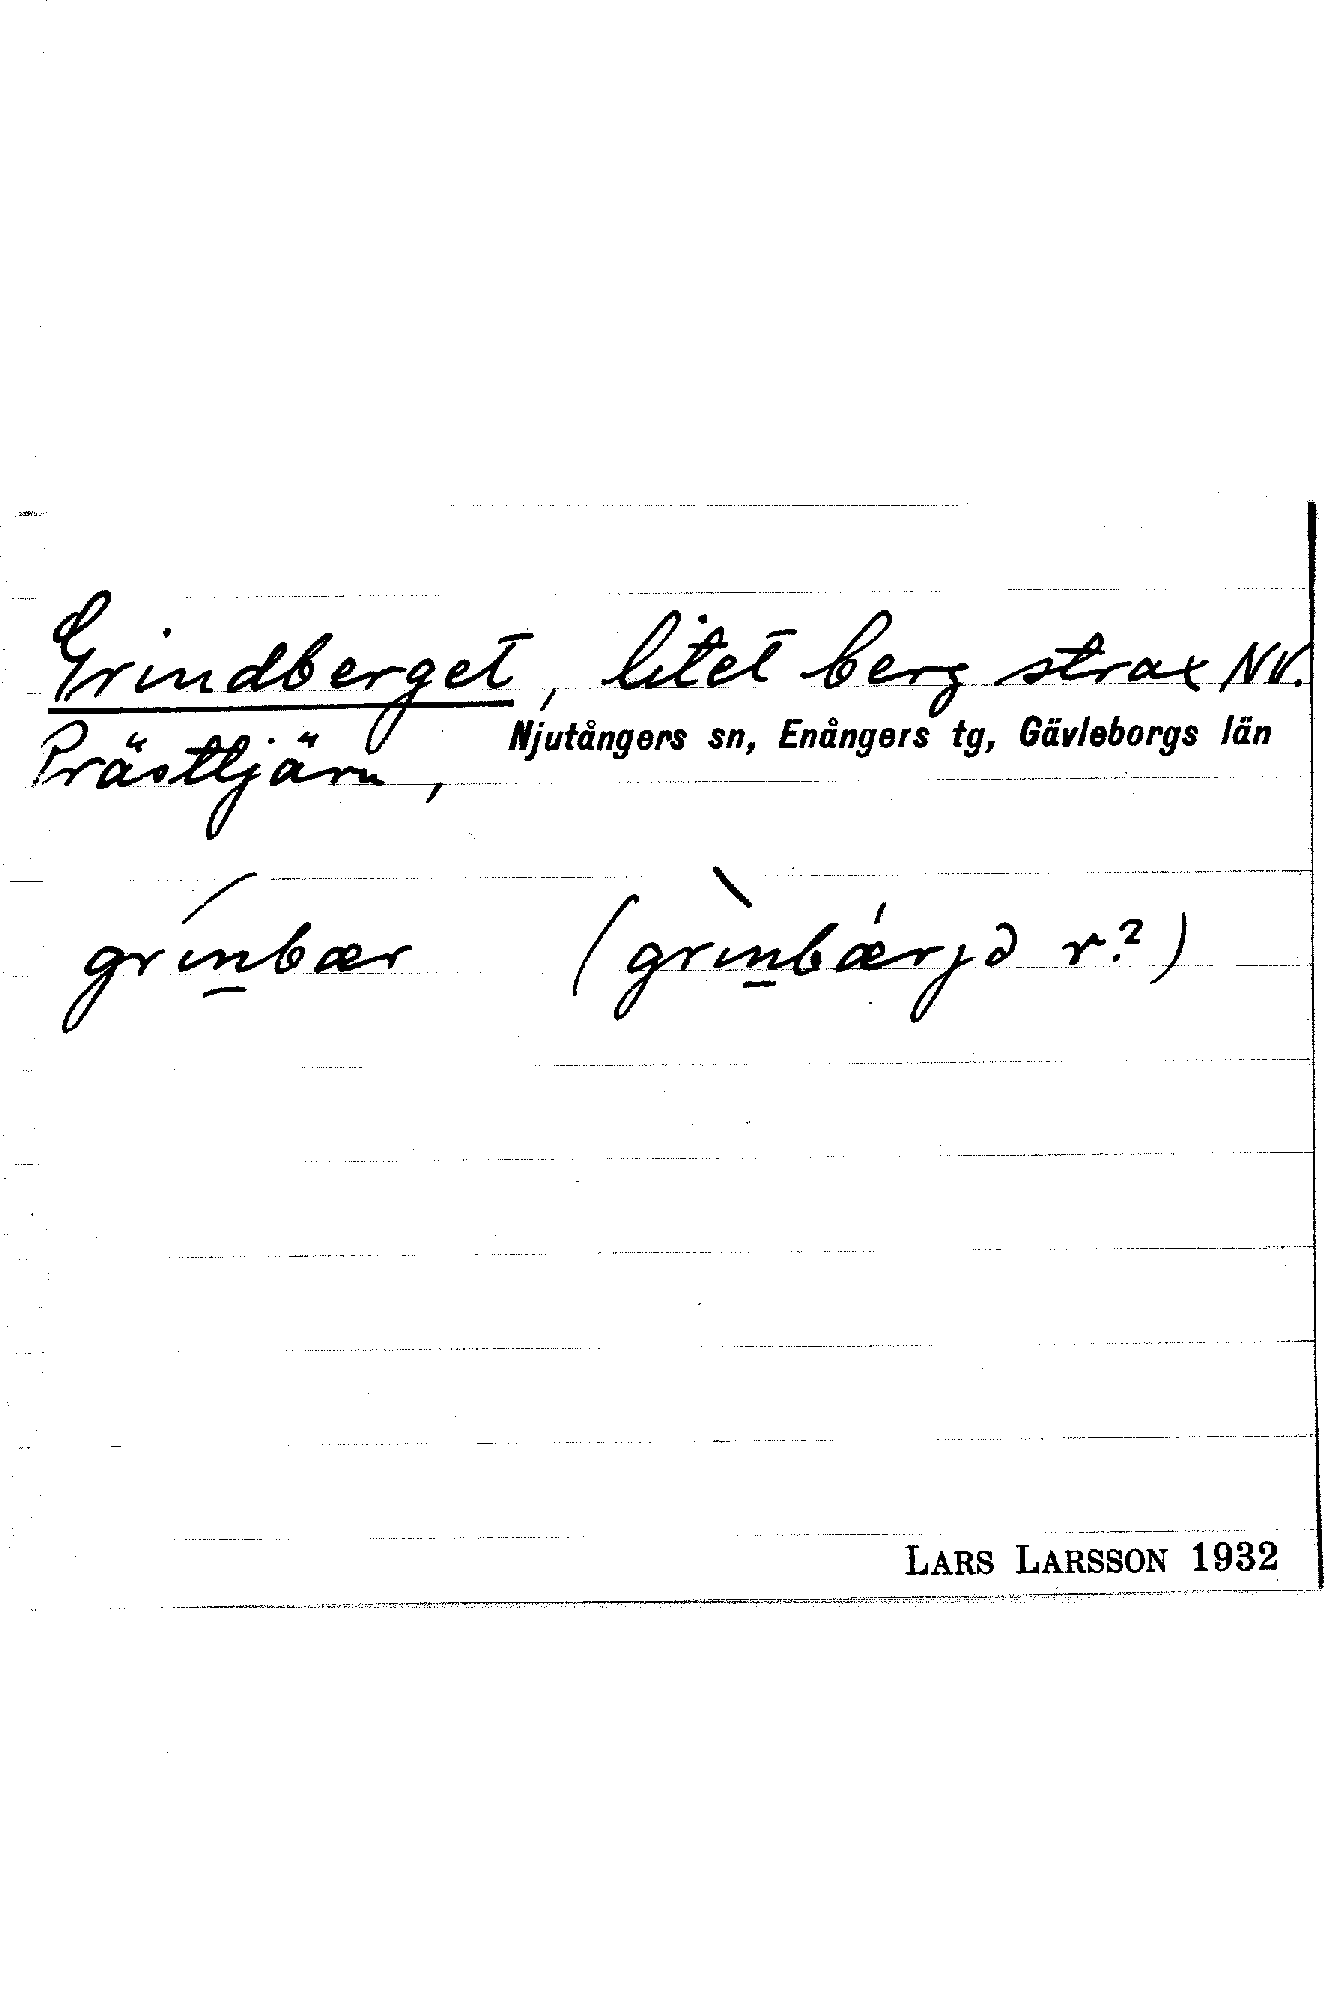 Grindberget, litet berg strax NV.
Prästtjärn,
Njutångers sn, Enångers tg, Gävleborgs län
grinbær (grinbærjə r.?)
LARS LARSSON 1932